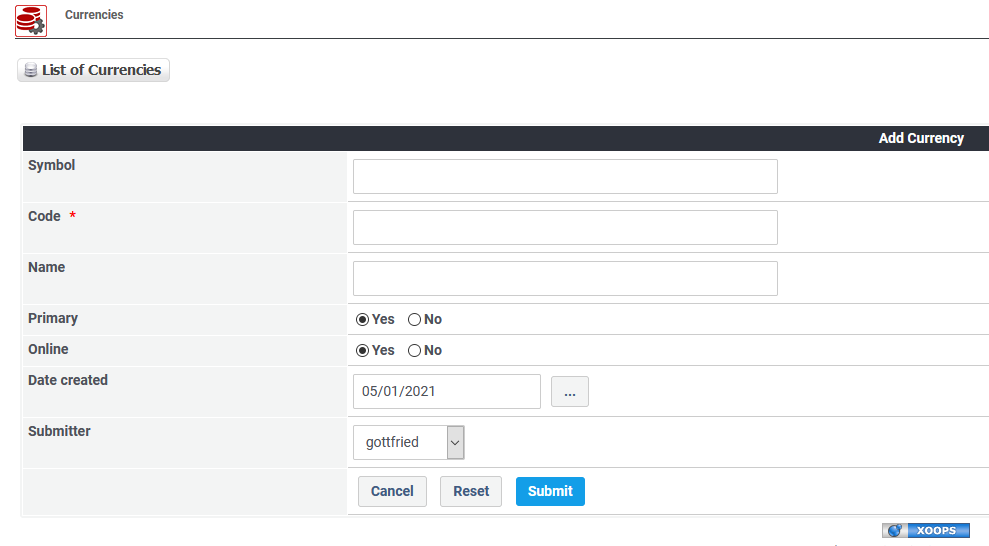 Currencies
List of Currencies
Add Currency
Symbol
Code *
Name
Primary Yes No
Online Yes No
Date created 05/01/2021 ...
Submitter gottfried
Cancel Reset Submit
XOOPS